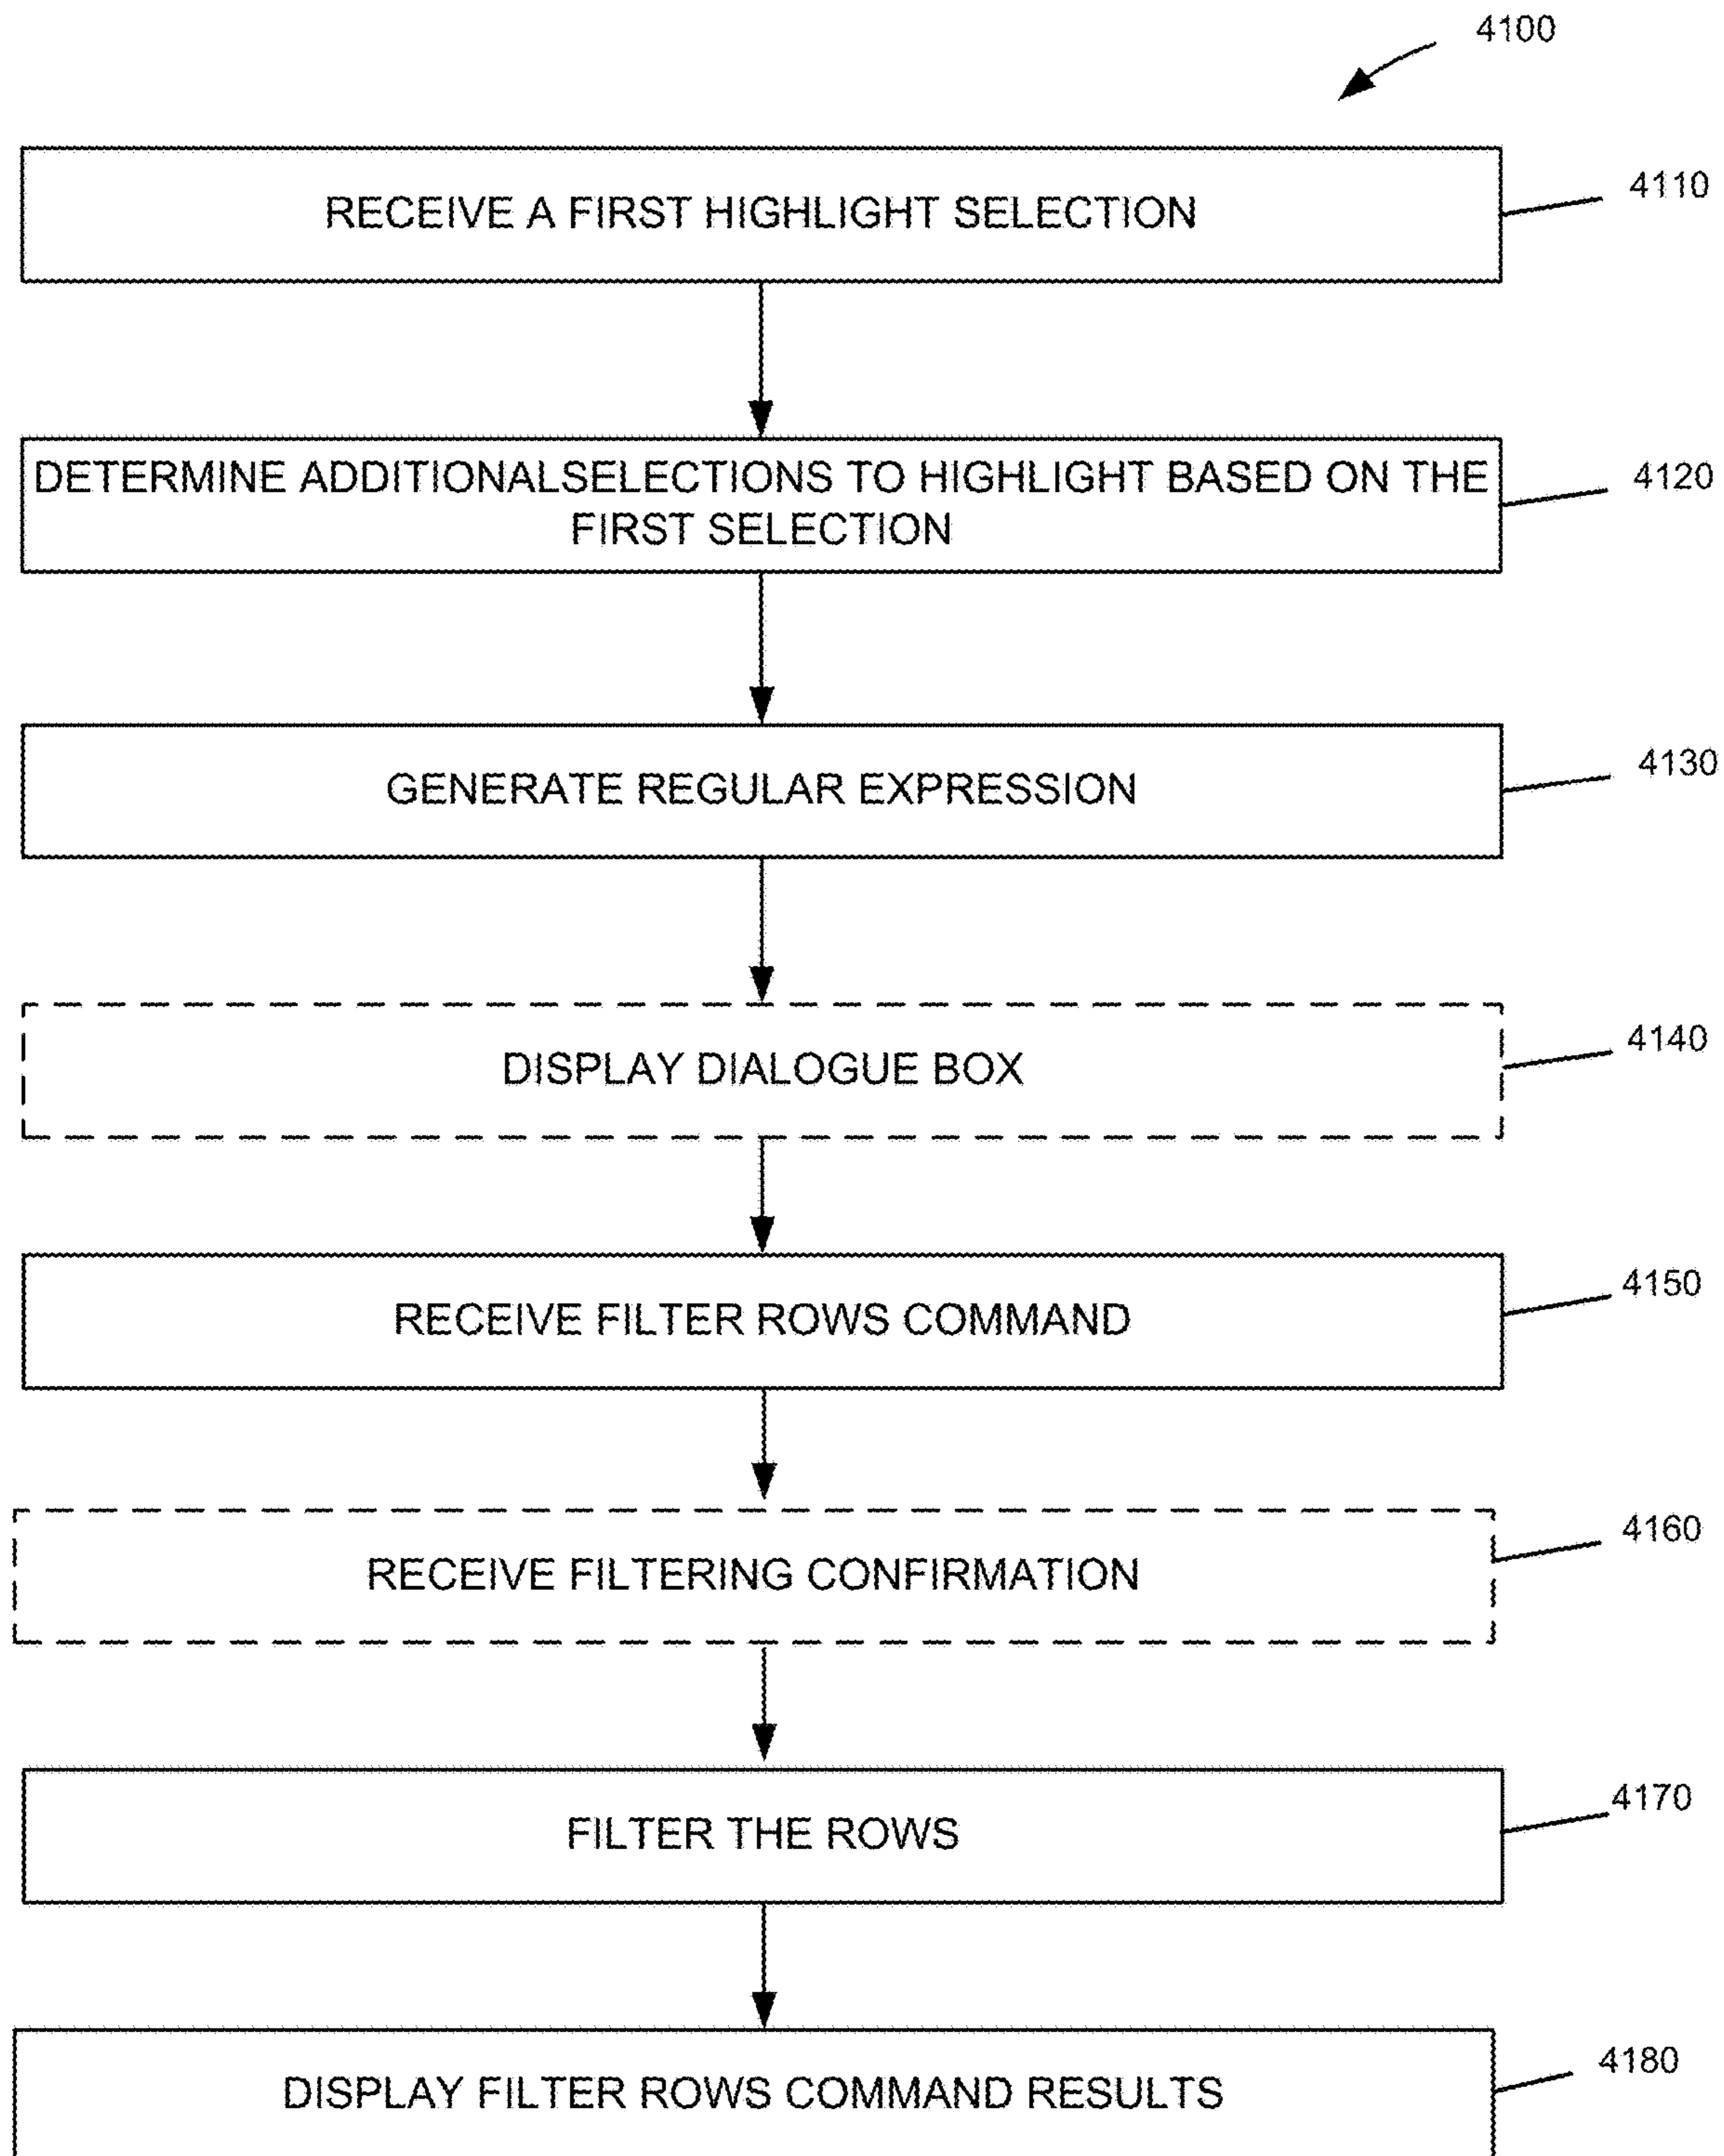 4100
RECEIVE A FIRST HIGHLIGHT SELECTION
4110
DETERMINE ADDITIONALSELECTIONS TO HIGHLIGHT BASED ON THE
FIRST SELECTION
4120
GENERATE REGULAR EXPRESSION
4130
DISPLAY DIALOGUE BOX
4140
RECEIVE FILTER ROWS COMMAND
4150
RECEIVE FILTERING CONFIRMATION
4160
FILTER THE ROWS
4170
DISPLAY FILTER ROWS COMMAND RESULTS
4180